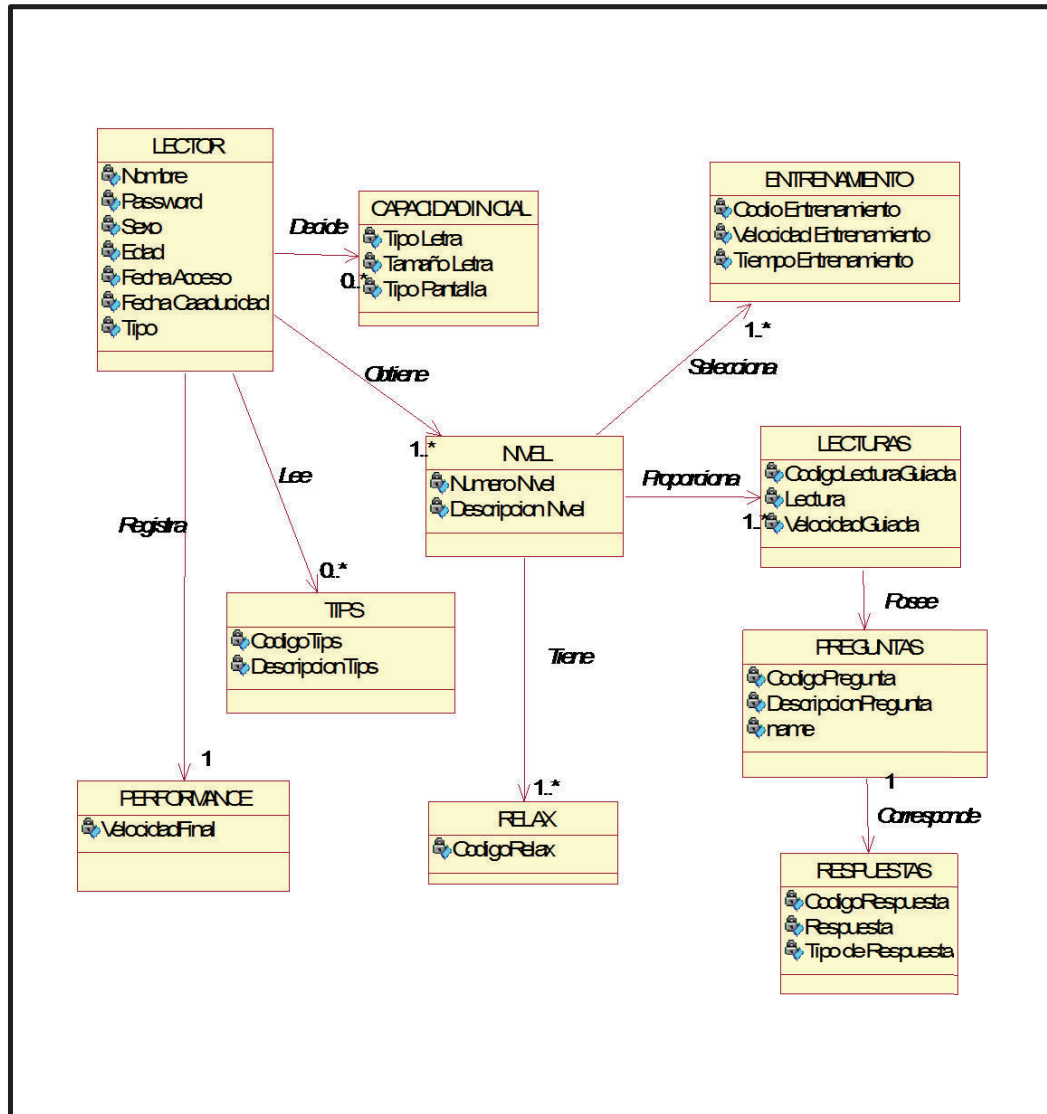 LECTOR
Nombre
Password
Sexo
Edad
Fecha Acceso
Fecha Caaducidad
Tipo
Decide
0..*
CAPACIDAD INCIAL
Tipo Letra
Tamaño Letra
Tipo Pantalla
ENTRENAMIENTO
Codio Entrenamiento
Velocidad Entrenamiento
Tiempo Entrenamiento
1..*
Selecciona
Obtiene
1..*
NIVEL
Numero Nivel
Descripcion Nivel
Proporciona
1..*
LECTURAS
CodigoLecturaGuiada
Lectura
VelocidadGuiada
Lee
Registra
0..*
TIPS
CodigoTips
DescripcionTips
Tiene
Posee
PREGUNTAS
CodigoPregunta
DescripcionPregunta
name
1
PERFORMANCE
VelocidadFinal
1..*
RELAX
CodigoRelax
1
Corresponde
RESPUESTAS
CodigoRespuesta
Respuesta
Tipo de Respuesta